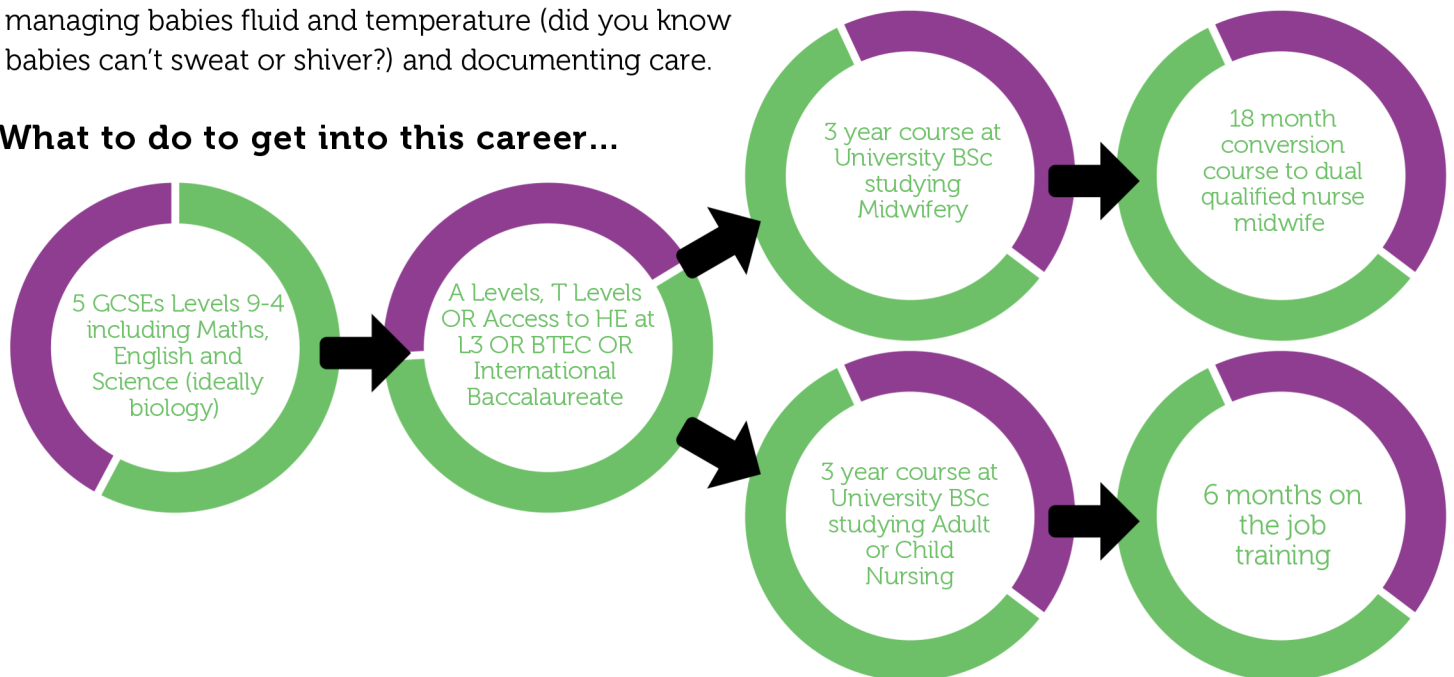 managing babies fluid and temperature (did you know
babies can’t sweat or shiver?) and documenting care.
What to do to get into this career...
5 GCSEs Levels 9-4
including Maths,
English and
Science (ideally
biology)
A Levels, T Levels
OR Access to HE at
L3 OR BTEC OR
International
Baccalaureate
3 year course at
University BSc
studying
Midwifery
18 month
conversion
course to dual
qualified nurse
midwife
3 year course at
University BSc
studying Adult
or Child
Nursing
6 months on
the job
training